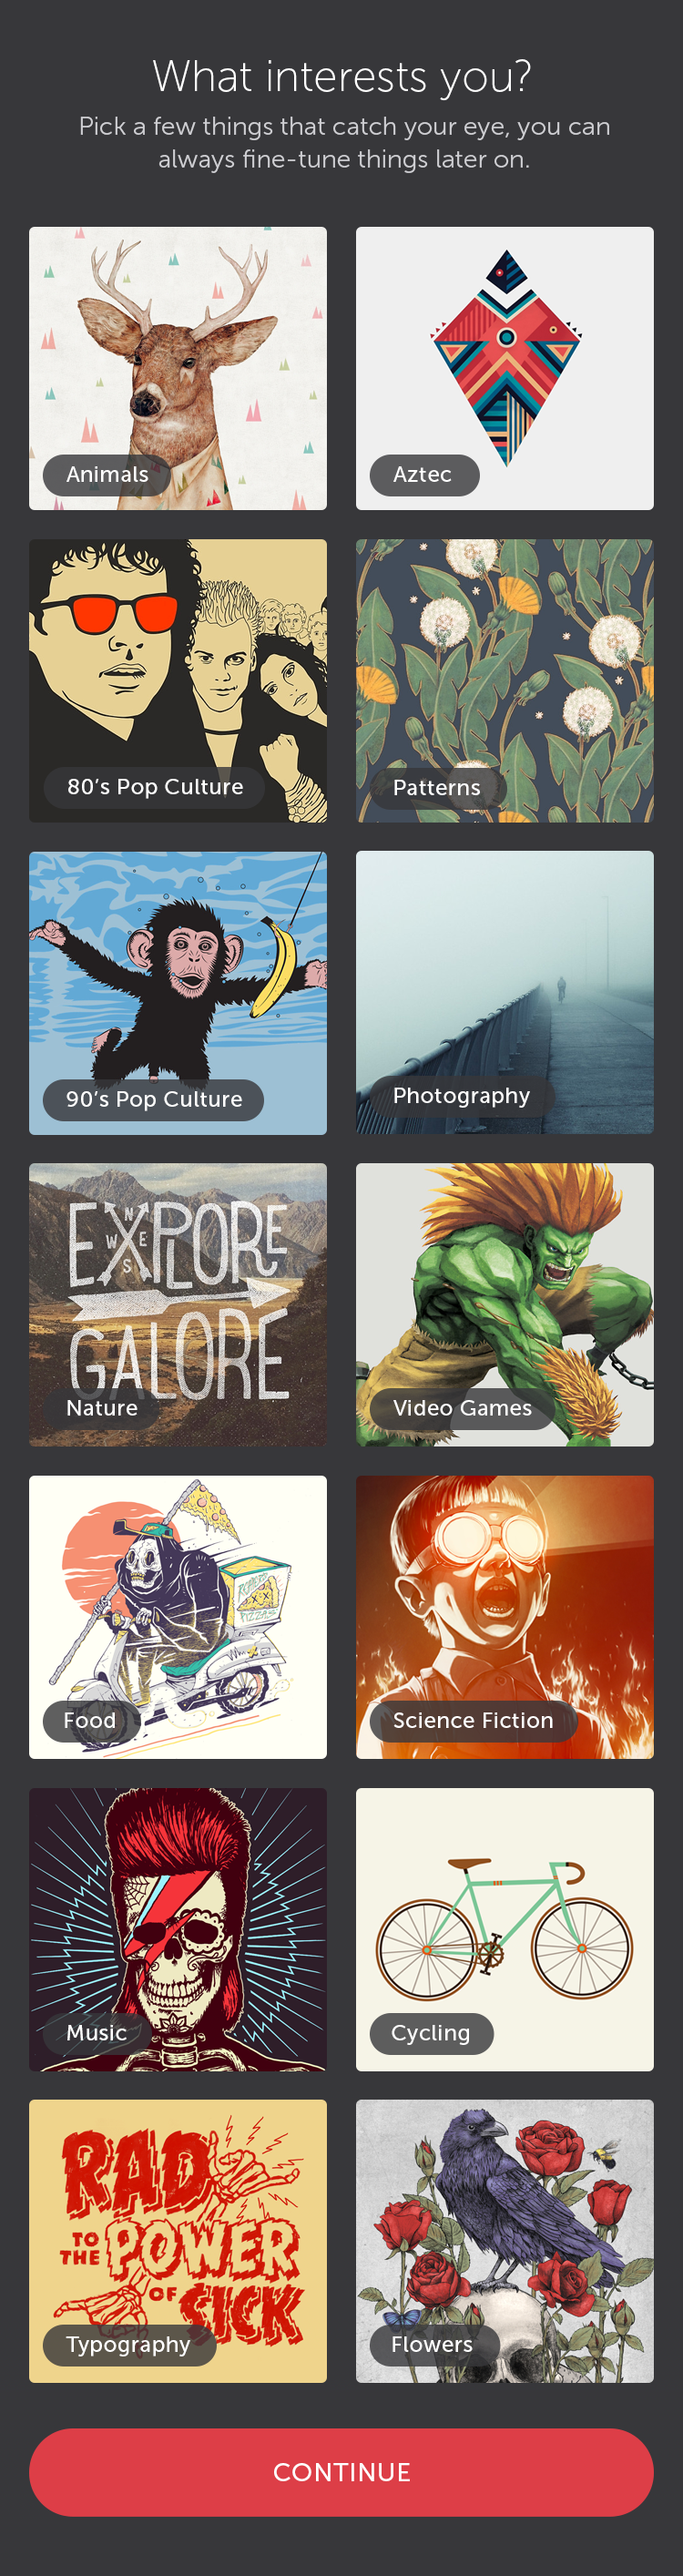 What interests you?
Pick a few things that catch your eye, you can
always fine-tune things later on.
Animals
Aztec
80's Pop Culture
Patterns
90's Pop Culture
Photography
EXPLORE
N
W E
S
GALORE
Nature
Video Games
PIZZAS
Food
Science Fiction
Music
Cycling
RAD
TO
THE POWER
OF SICK
Typography
Flowers
CONTINUE